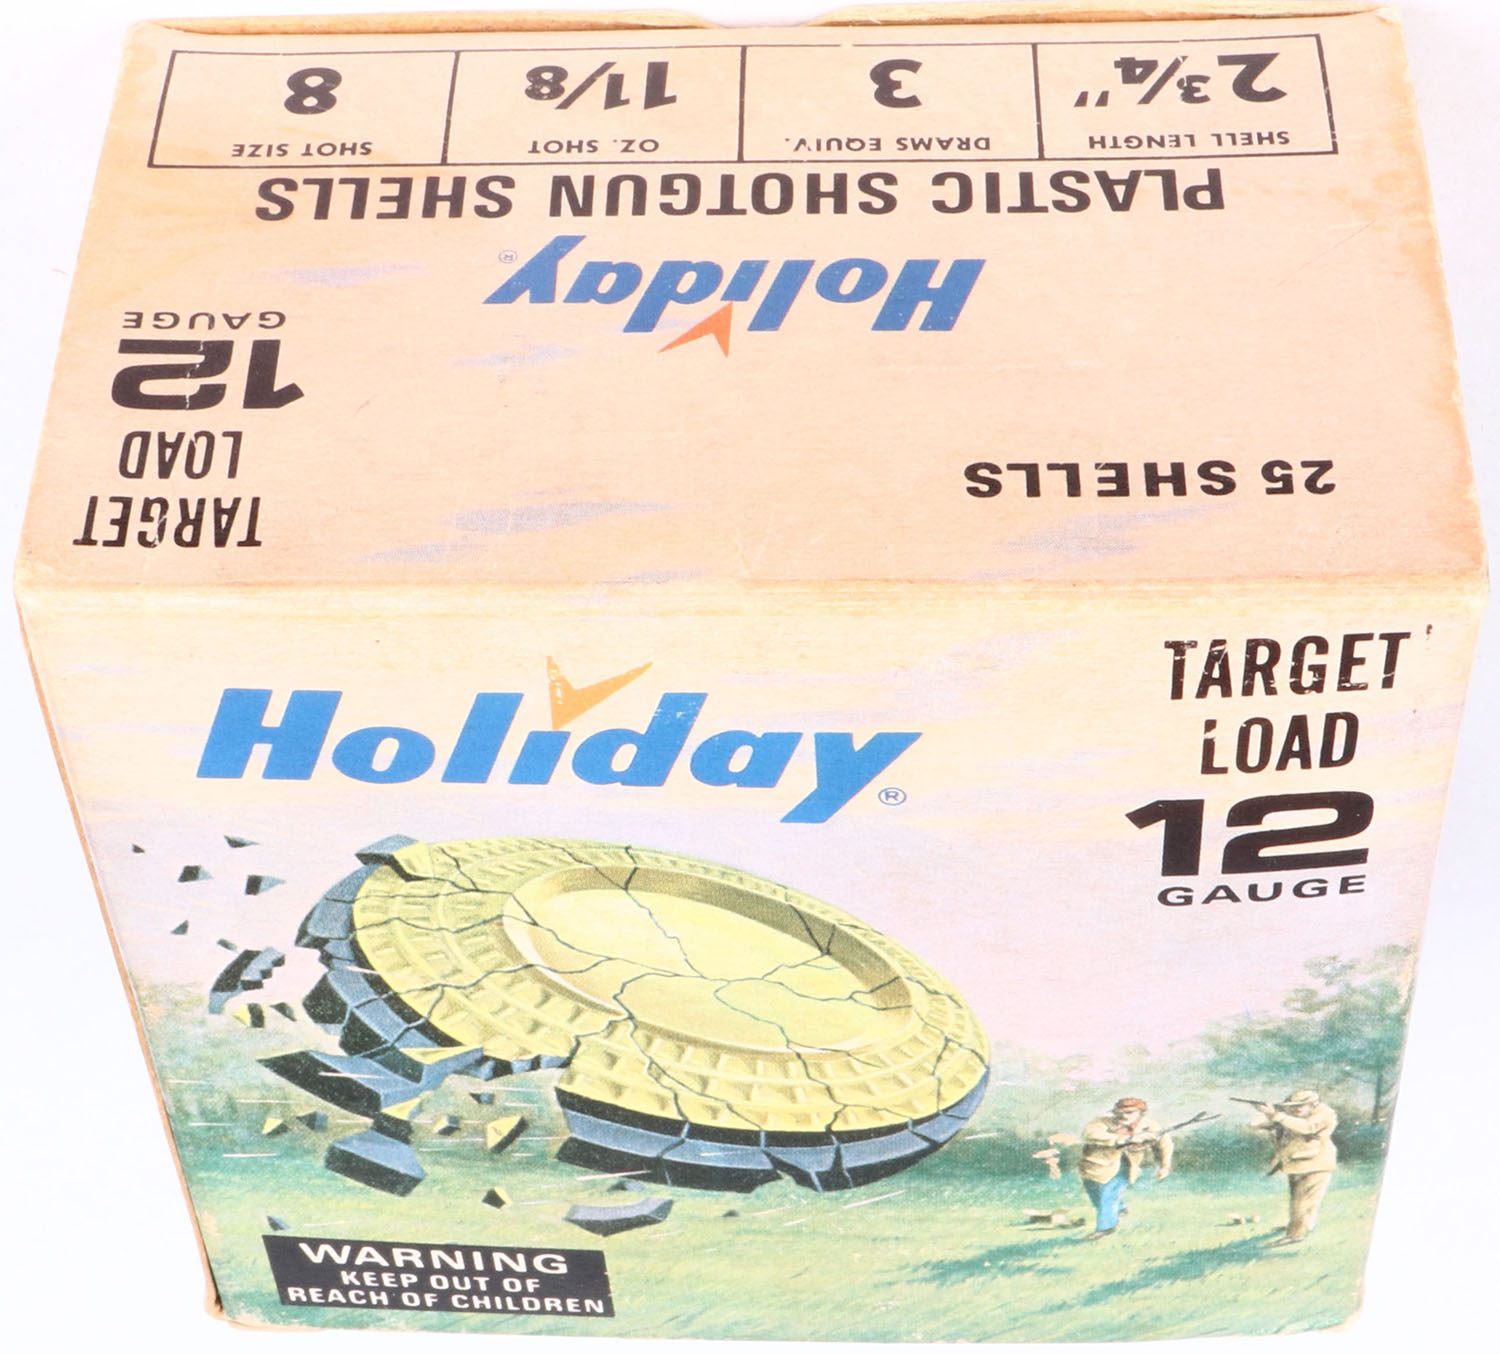 Holiday®
TARGET
LOAD
12
GAUGE
WARNING
KEEP OUT OF
REACH OF CHILDREN
25 SHELLS
TARGET
LOAD
12
GAUGE
Holiday®
PLASTIC SHOTGUN SHELLS
SHELL LENGTH DRAMS EQUIV. OZ. SHOT SHOT SIZE
2 3/4" 3 1 1/8 8